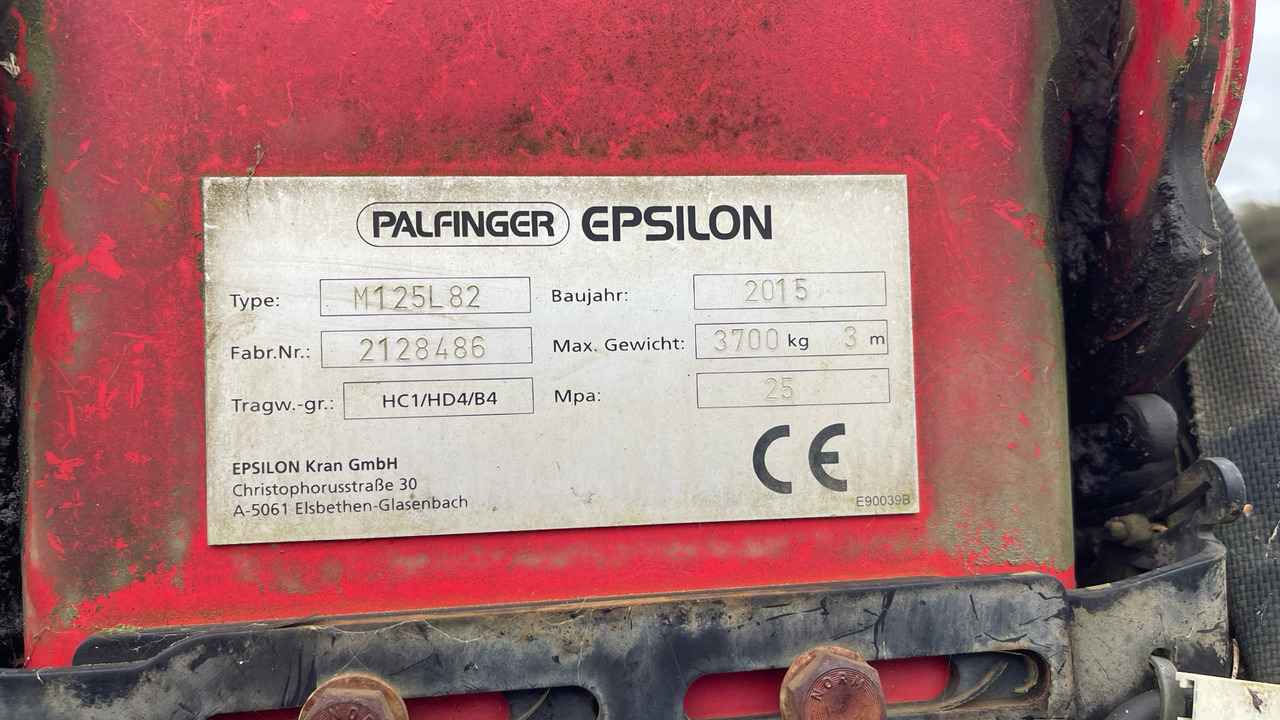 PALFINGER EPSILON
Type: M125L82 Baujahr: 2015
Fabr.Nr.: 2128486 Max. Gewicht: 3700 kg 3 m
Tragw.-gr.: HC1/HD4/B4 Mpa: 25
EPSILON Kran GmbH
Christophorusstraße 30
A-5061 Elsbethen-Glasenbach
CE
E90039B